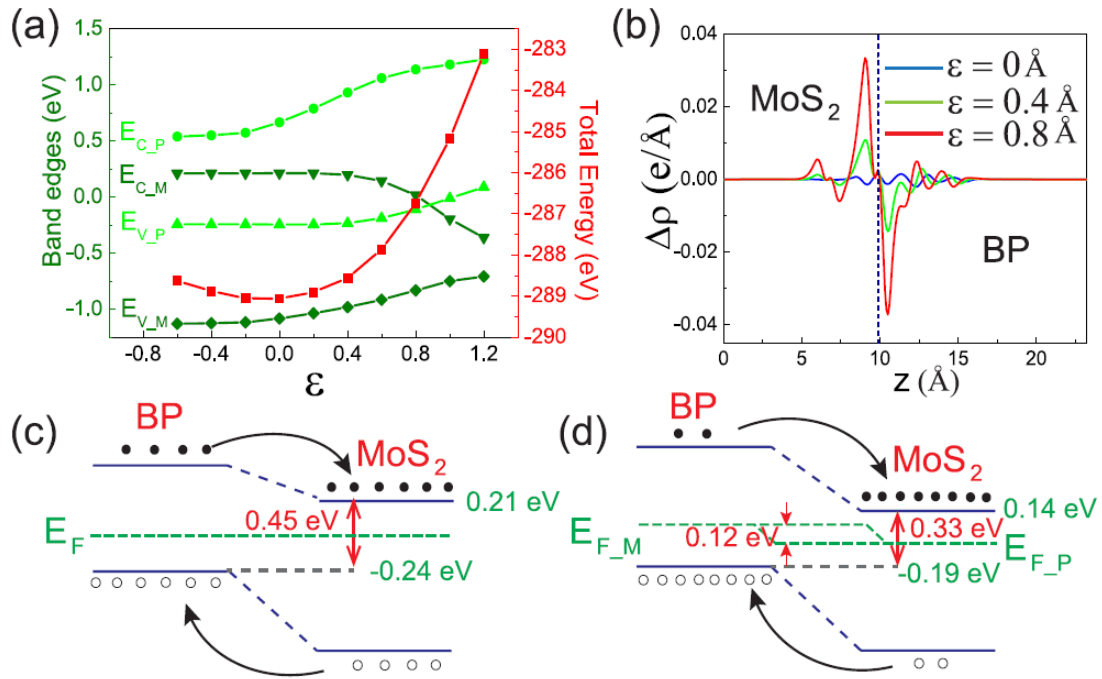 (a)
1.5
1.0
0.5
0.0
-0.5
-1.0
Band edges (eV)
E_C_P
E_C_M
E_V_P
E_V_M
-283
-284
-285
-286
-287
-288
-289
-290
Total Energy (eV)
-0.8 -0.4 0.0 0.4 0.8 1.2
ε
(b)
0.04
0.02
0.00
-0.02
-0.04
Δρ (e/Å)
MoS₂
ε = 0 Å
ε = 0.4 Å
ε = 0.8 Å
BP
0 5 10 15 20
z (Å)
(c)
BP
MoS₂
0.21 eV
0.45 eV
E_F
-0.24 eV
(d)
BP
MoS₂
0.14 eV
E_F_M
0.12 eV
0.33 eV
E_F_P
-0.19 eV